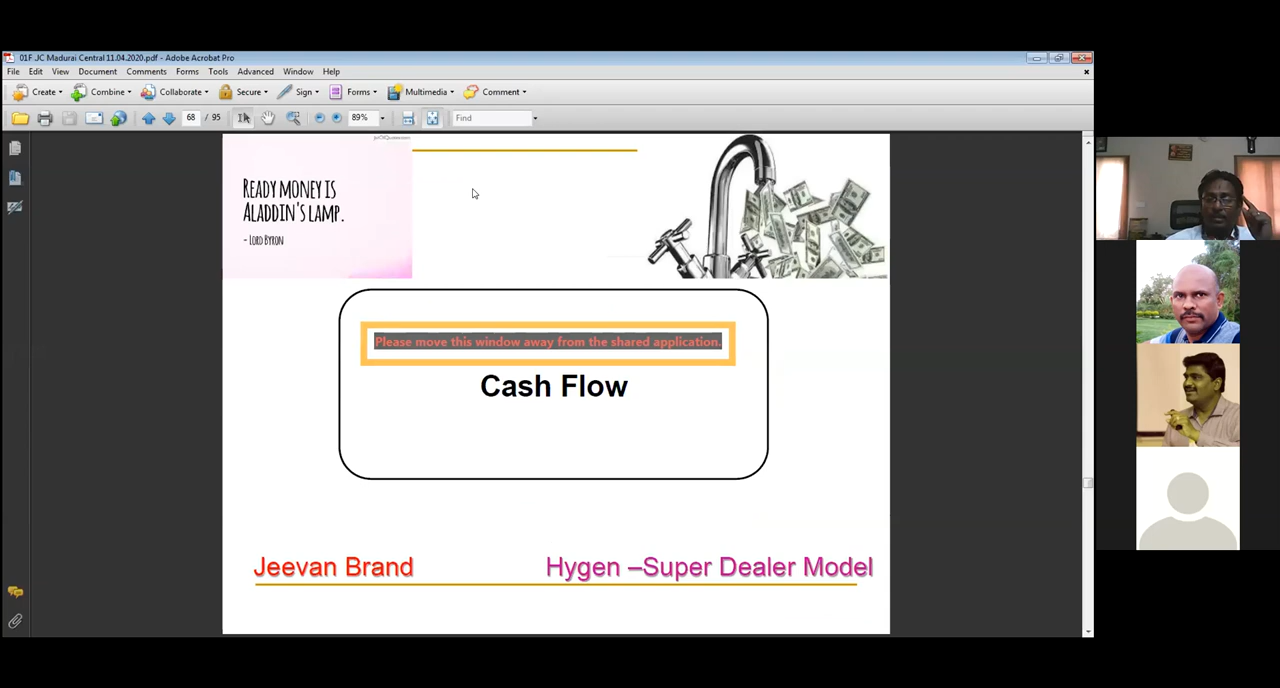 01F JC Madurai Central 11.04.2020.pdf - Adobe Acrobat Pro
File Edit View Document Comments Forms Tools Advanced Window Help
Create Combine Collaborate Secure Sign Forms Multimedia Comment
68 / 95 89% Find
READY MONEY IS
ALADDIN'S LAMP.
- LORD BYRON
Please move this window away from the shared application.
Cash Flow
Jeevan Brand
Hygen –Super Dealer Model